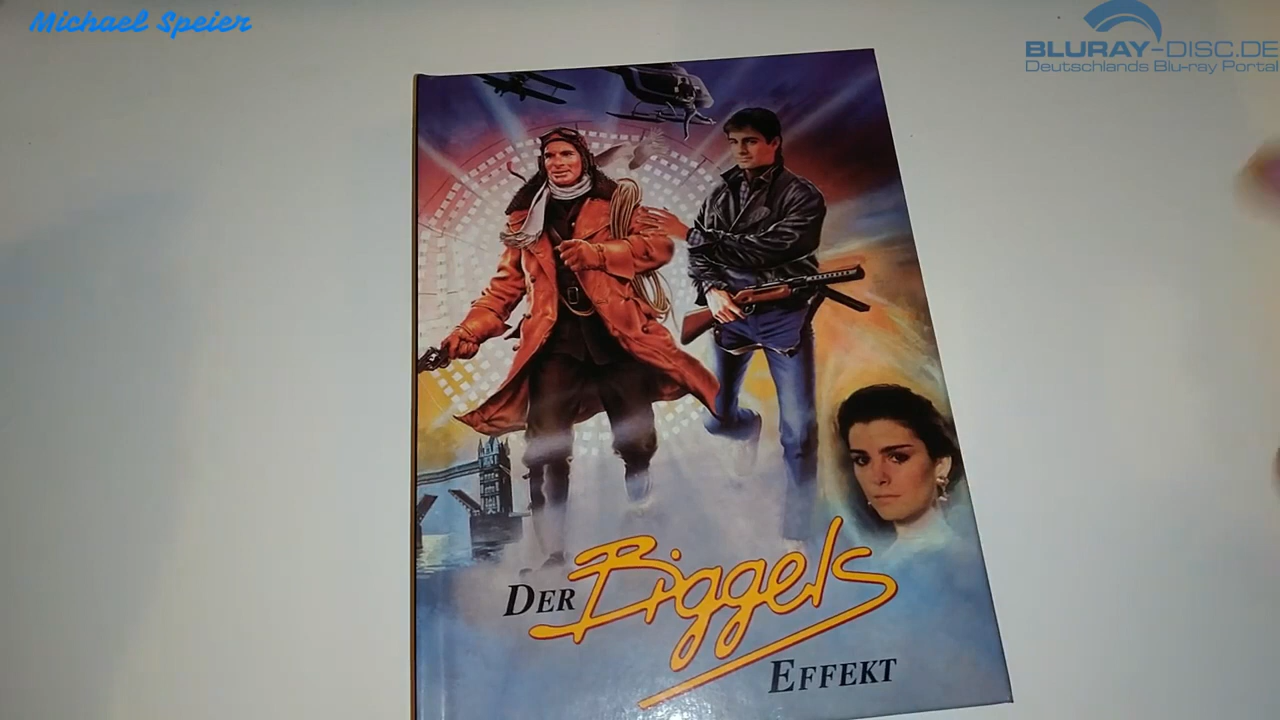 Michael Speier
BLURAY-DISC.DE
Deutschlands Blu-ray Portal
DER Biggels
EFFEKT